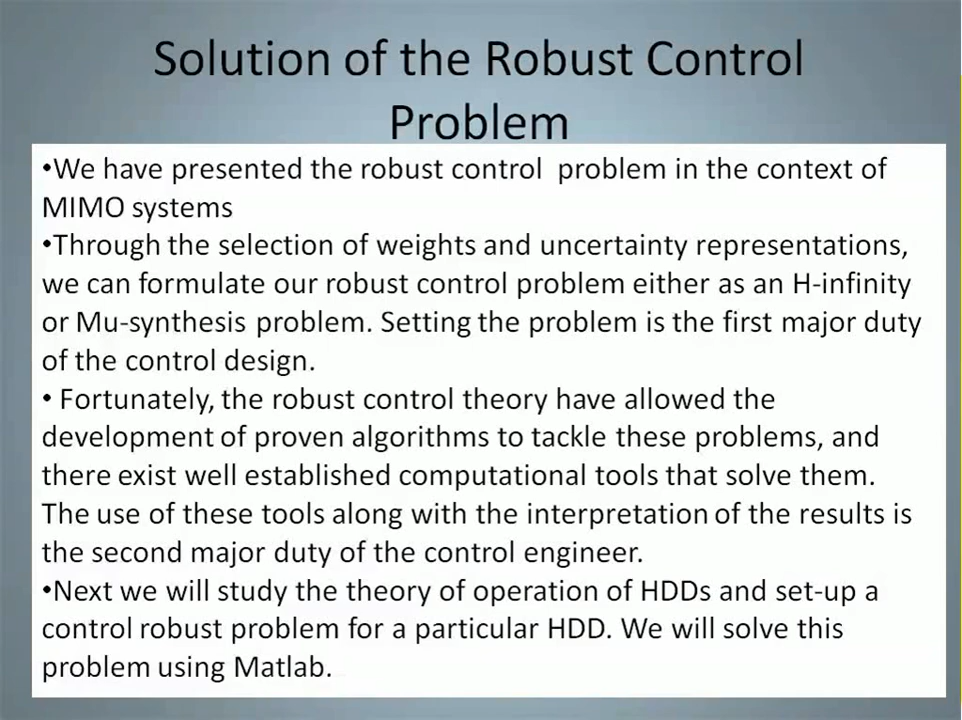 Solution of the Robust Control
Problem
•We have presented the robust control  problem in the context of
MIMO systems
•Through the selection of weights and uncertainty representations,
we can formulate our robust control problem either as an H-infinity
or Mu-synthesis problem. Setting the problem is the first major duty
of the control design.
• Fortunately, the robust control theory have allowed the
development of proven algorithms to tackle these problems, and
there exist well established computational tools that solve them.
The use of these tools along with the interpretation of the results is
the second major duty of the control engineer.
•Next we will study the theory of operation of HDDs and set-up a
control robust problem for a particular HDD. We will solve this
problem using Matlab.